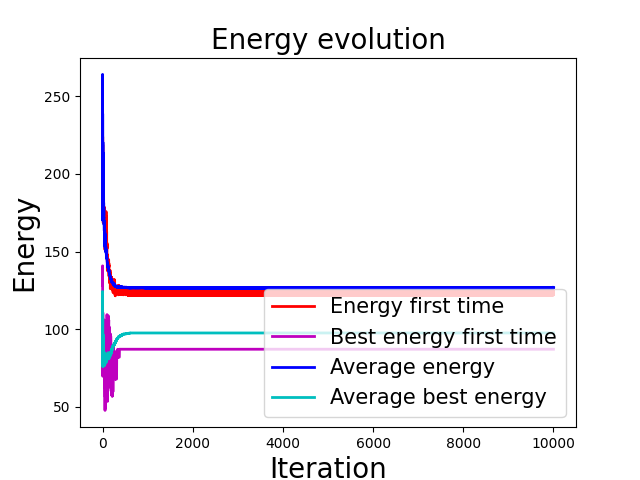 Energy evolution
Energy
250
200
150
100
50
Energy first time
Best energy first time
Average energy
Average best energy
0
2000
4000
6000
8000
10000
Iteration